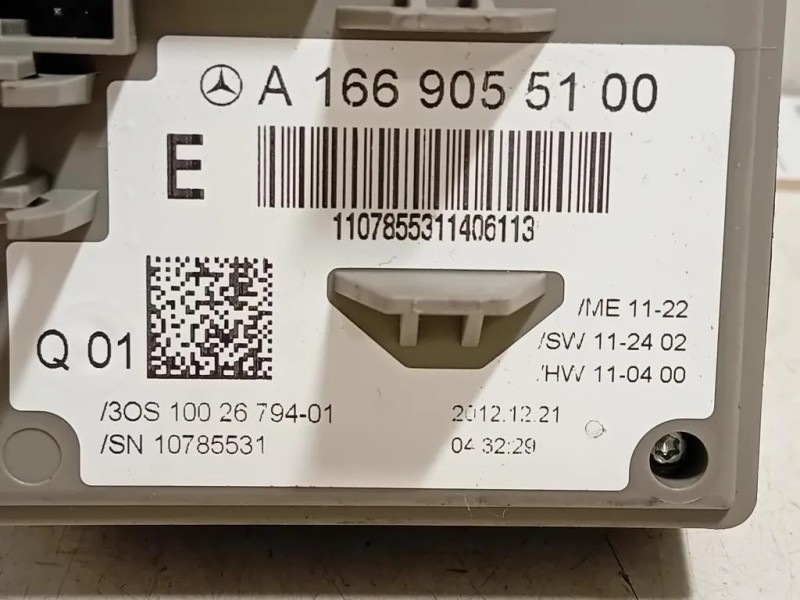 A 166 905 51 00
E
1107855311406113
/ME 11-22
/SW 11-24 02
/HW 11-04 00
Q 01
/3OS 100 26 794-01
2012.12.21
/SN 10785531
04:32:29